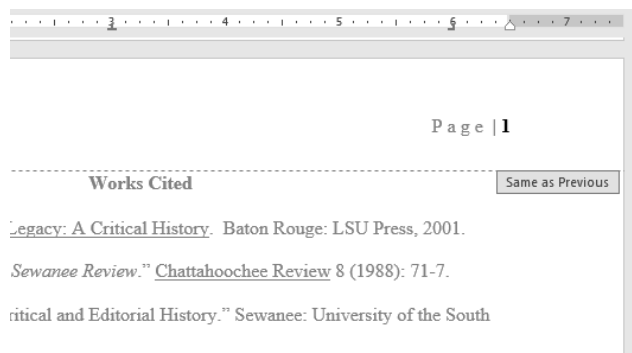 3 4 5 6 7
P a g e | 1
Works Cited
Same as Previous
Legacy: A Critical History. Baton Rouge: LSU Press, 2001.
Sewanee Review.” Chattahoochee Review 8 (1988): 71-7.
ritical and Editorial History.” Sewanee: University of the South